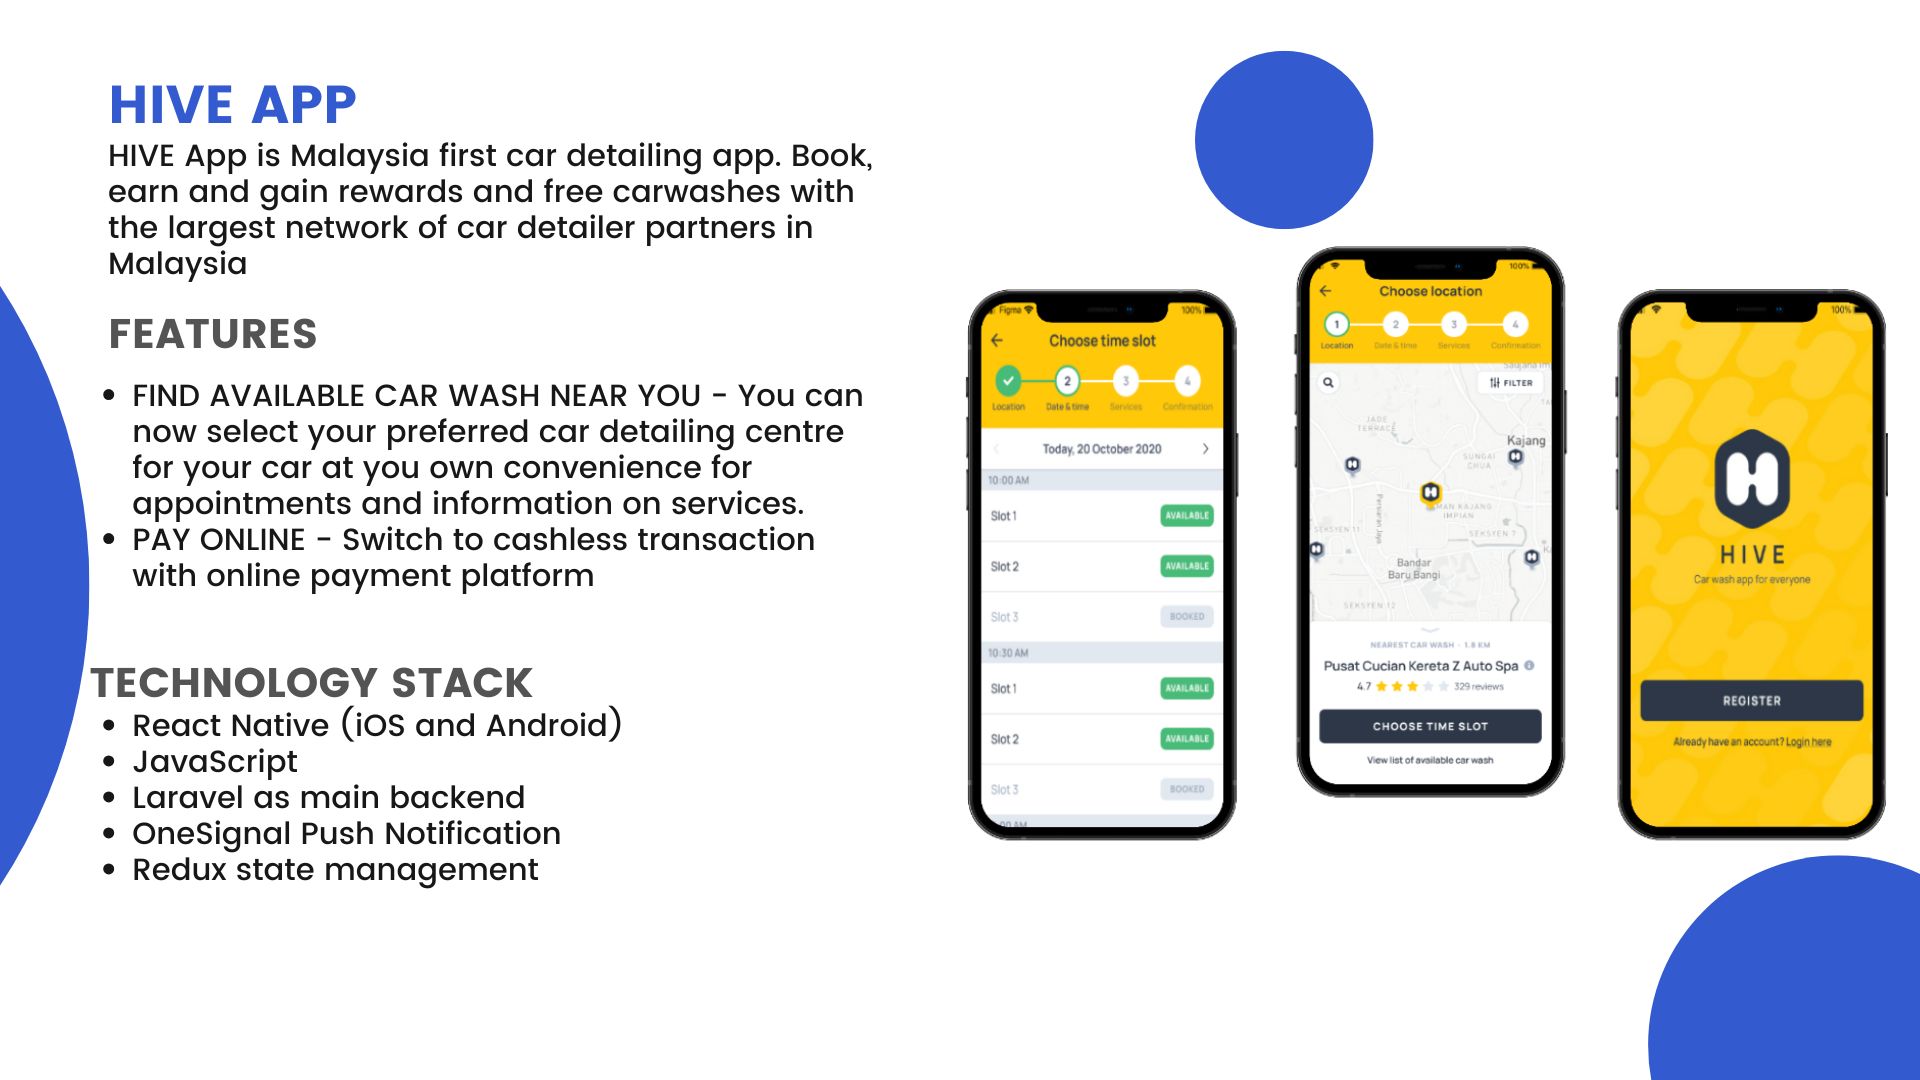 HIVE APP
HIVE App is Malaysia first car detailing app. Book,
earn and gain rewards and free carwashes with
the largest network of car detailer partners in
Malaysia
FEATURES
• FIND AVAILABLE CAR WASH NEAR YOU - You can
now select your preferred car detailing centre
for your car at you own convenience for
appointments and information on services.
• PAY ONLINE - Switch to cashless transaction
with online payment platform
TECHNOLOGY STACK
• React Native (iOS and Android)
• JavaScript
• Laravel as main backend
• OneSignal Push Notification
• Redux state management
Figma 100%
Choose time slot
2 3 4
Location Date & time Services Confirmation
Today, 20 October 2020
10:00 AM
Slot 1 AVAILABLE
Slot 2 AVAILABLE
Slot 3 BOOKED
10:30 AM
Slot 1 AVAILABLE
Slot 2 AVAILABLE
Slot 3 BOOKED
100%
Choose location
1 2 3 4
Location Date & time Services Confirmation
FILTER
JADE
TERRACE
Kajang
SUNGAI
CHUA
KAJANG
IMPIAN
SEKSYEN 11
SEKSYEN 7
Bandar
Baru Bangi
SEKSYEN 12
NEAREST CAR WASH - 1.8 KM
Pusat Cucian Kereta Z Auto Spa
4.7 329 reviews
CHOOSE TIME SLOT
View list of available car wash
100%
HIVE
Car wash app for everyone
REGISTER
Already have an account? Login here